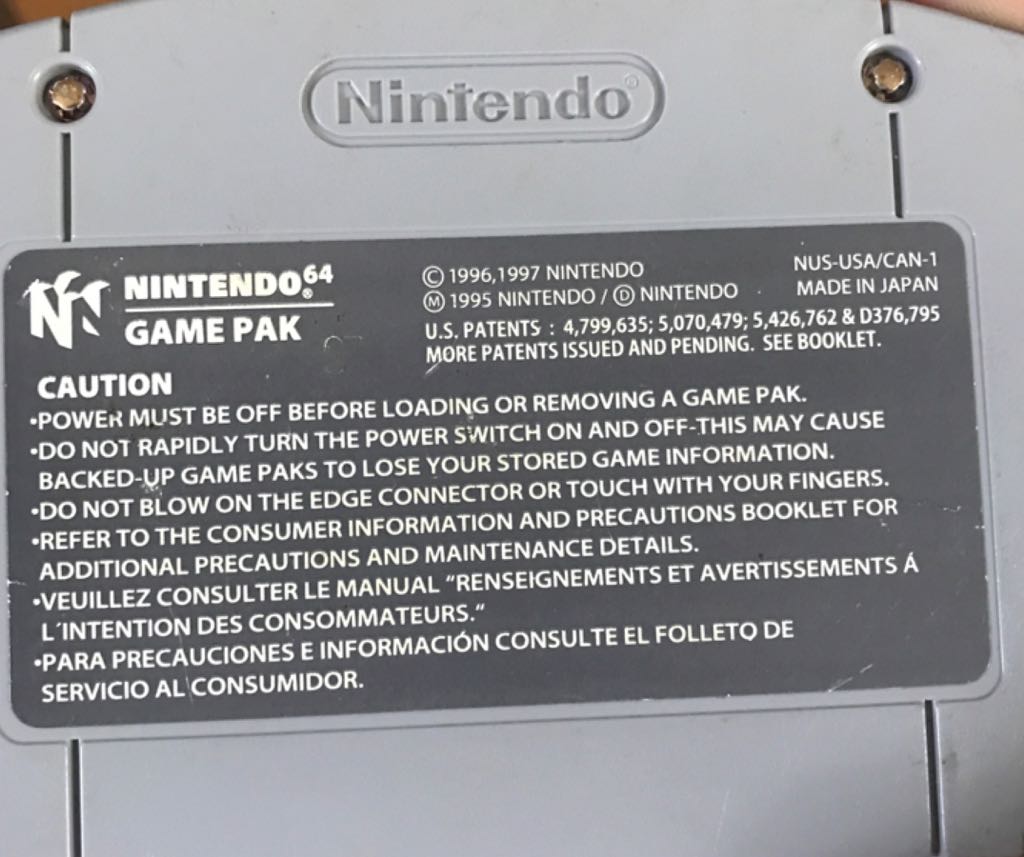 Nintendo®
NINTENDO®64
GAME PAK
© 1996,1997 NINTENDO
Ⓜ 1995 NINTENDO / Ⓓ NINTENDO
NUS-USA/CAN-1
MADE IN JAPAN
U.S. PATENTS : 4,799,635; 5,070,479; 5,426,762 & D376,795
MORE PATENTS ISSUED AND PENDING. SEE BOOKLET.
CAUTION
•POWER MUST BE OFF BEFORE LOADING OR REMOVING A GAME PAK.
•DO NOT RAPIDLY TURN THE POWER SWITCH ON AND OFF-THIS MAY CAUSE
BACKED-UP GAME PAKS TO LOSE YOUR STORED GAME INFORMATION.
•DO NOT BLOW ON THE EDGE CONNECTOR OR TOUCH WITH YOUR FINGERS.
•REFER TO THE CONSUMER INFORMATION AND PRECAUTIONS BOOKLET FOR
ADDITIONAL PRECAUTIONS AND MAINTENANCE DETAILS.
•VEUILLEZ CONSULTER LE MANUAL "RENSEIGNEMENTS ET AVERTISSEMENTS Á
L´INTENTION DES CONSOMMATEURS.“
•PARA PRECAUCIONES E INFORMACIÓN CONSULTE EL FOLLETO DE
SERVICIO AL CONSUMIDOR.